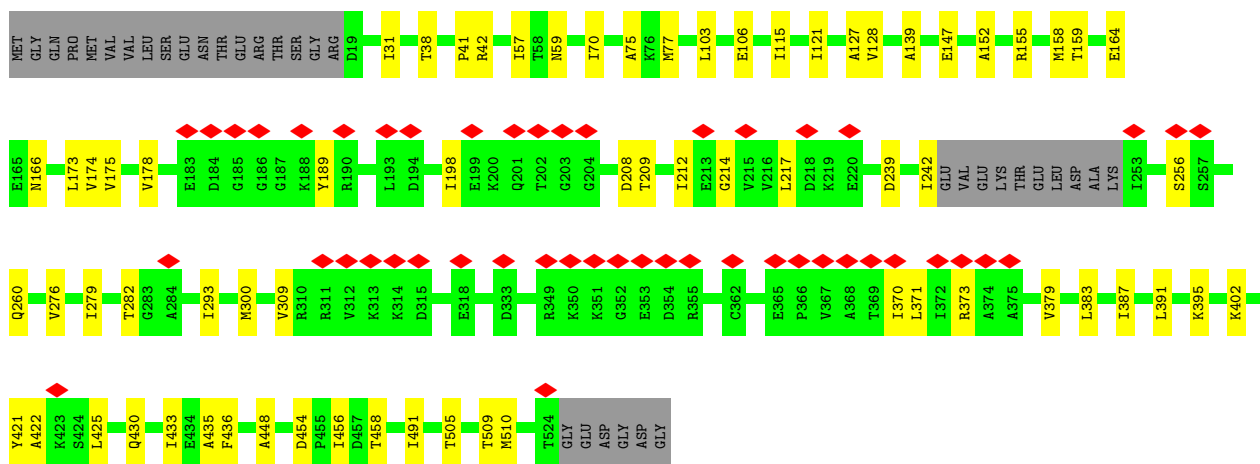 MET GLY GLN PRO MET VAL VAL LEU SER GLU ASN THR GLU ARG THR SER GLY ARG D19 I31 T38 P41 R42 I57 T58 N59 I70 A75 K76 M77 L103 E106 I115 I121 A127 V128 A139 E147 A152 R155 M158 T159 E164
E165 N166 L173 V174 V175 V178 E183 D184 G185 G186 G187 K188 Y189 R190 L193 D194 I198 E199 K200 Q201 T202 G203 G204 D208 T209 I212 E213 G214 V215 V216 L217 D218 K219 E220 D239 I242 GLU VAL GLU LYS THR GLU LEU ASP ALA LYS I253 S256 S257
Q260 V276 I279 T282 G283 A284 I293 M300 V309 R310 R311 V312 K313 K314 D315 E318 D333 R349 K350 K351 G352 E353 D354 R355 C362 E365 P366 V367 A368 T369 I370 L371 I372 R373 A374 A375 V379 L383 I387 L391 K395 K402
Y421 A422 K423 S424 L425 Q430 I433 E434 A435 F436 A448 D454 P455 I456 D457 T458 I491 T505 T509 M510 T524 GLY GLU ASP GLY ASP GLY